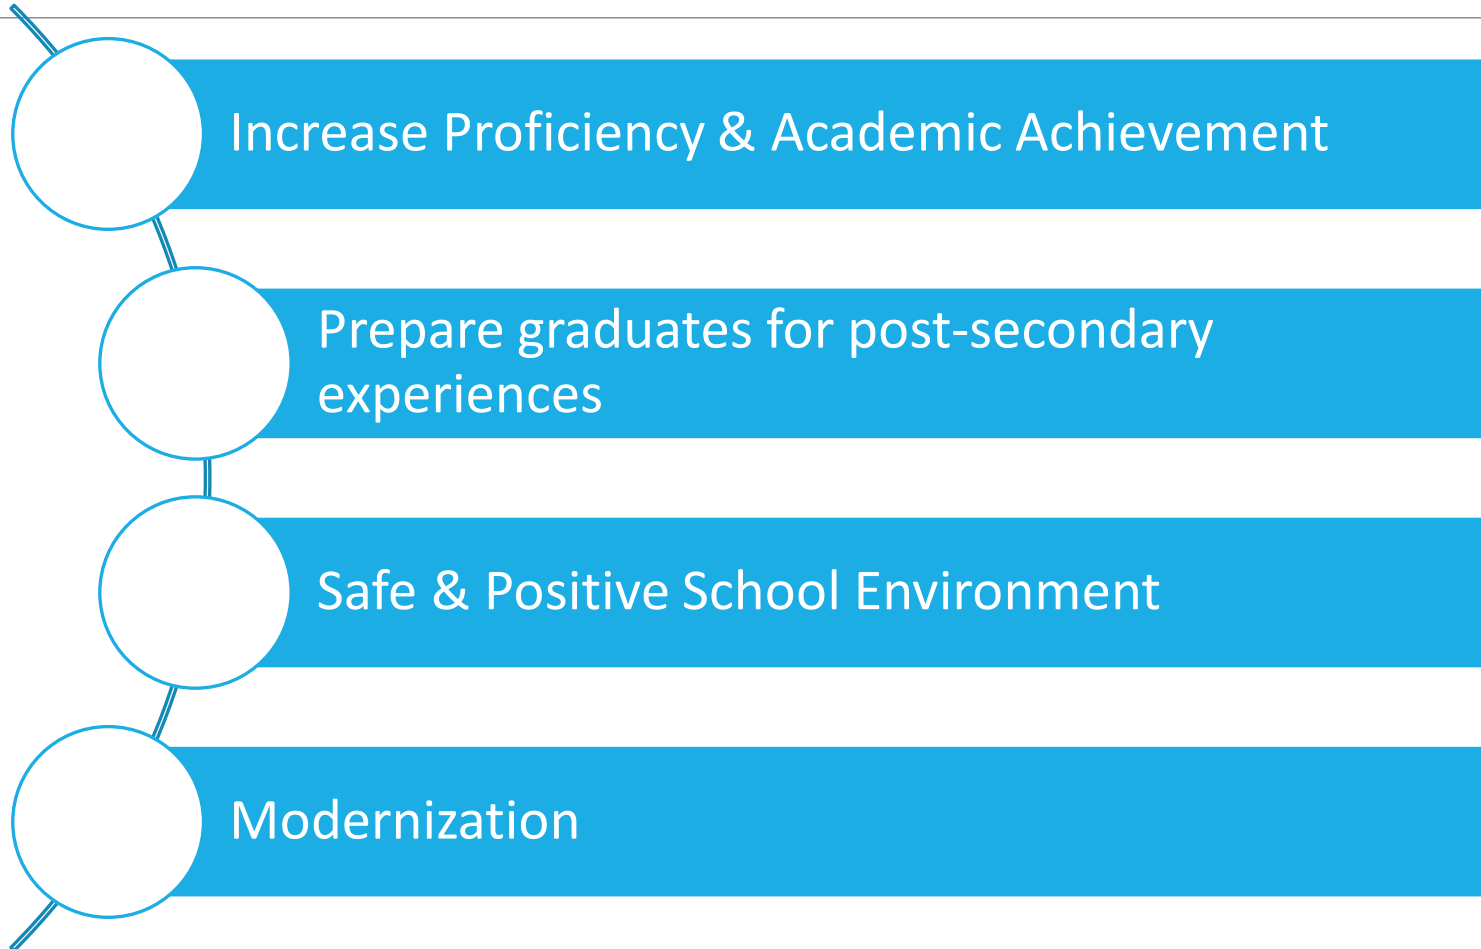 Increase Proficiency & Academic Achievement
Prepare graduates for post-secondary
experiences
Safe & Positive School Environment
Modernization